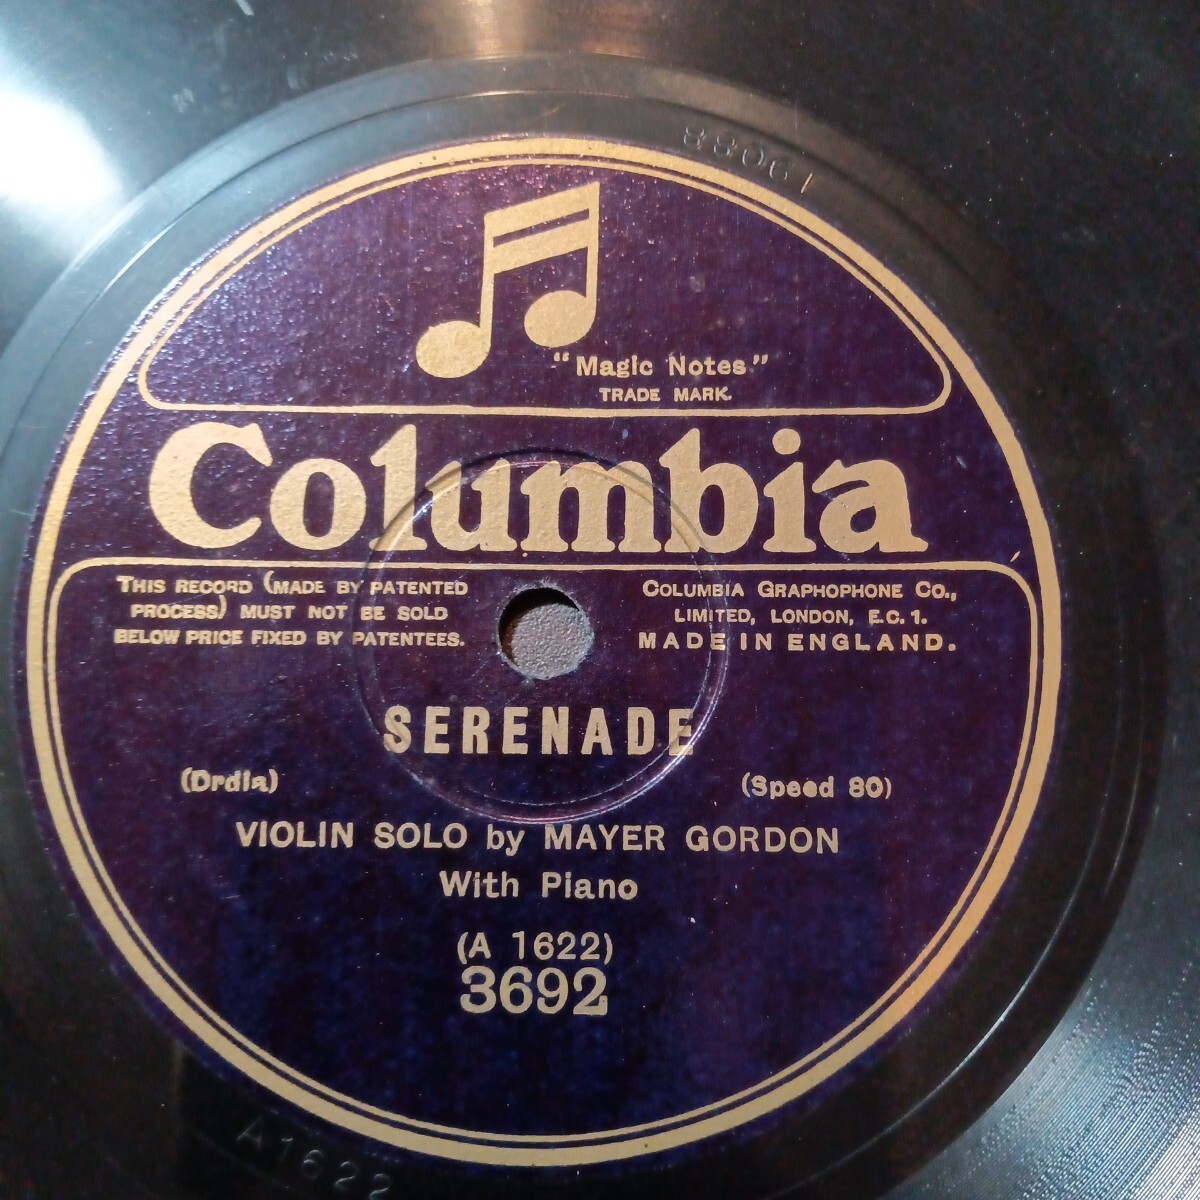 "Magic Notes"
TRADE MARK.
Columbia
THIS RECORD (MADE BY PATENTED
PROCESS) MUST NOT BE SOLD
BELOW PRICE FIXED BY PATENTEES.
COLUMBIA GRAPHOPHONE CO.,
LIMITED, LONDON, E.C.1.
MADE IN ENGLAND.
SERENADE
(Drdla)
(Speed 80)
VIOLIN SOLO by MAYER GORDON
With Piano
(A 1622)
3692
A1622